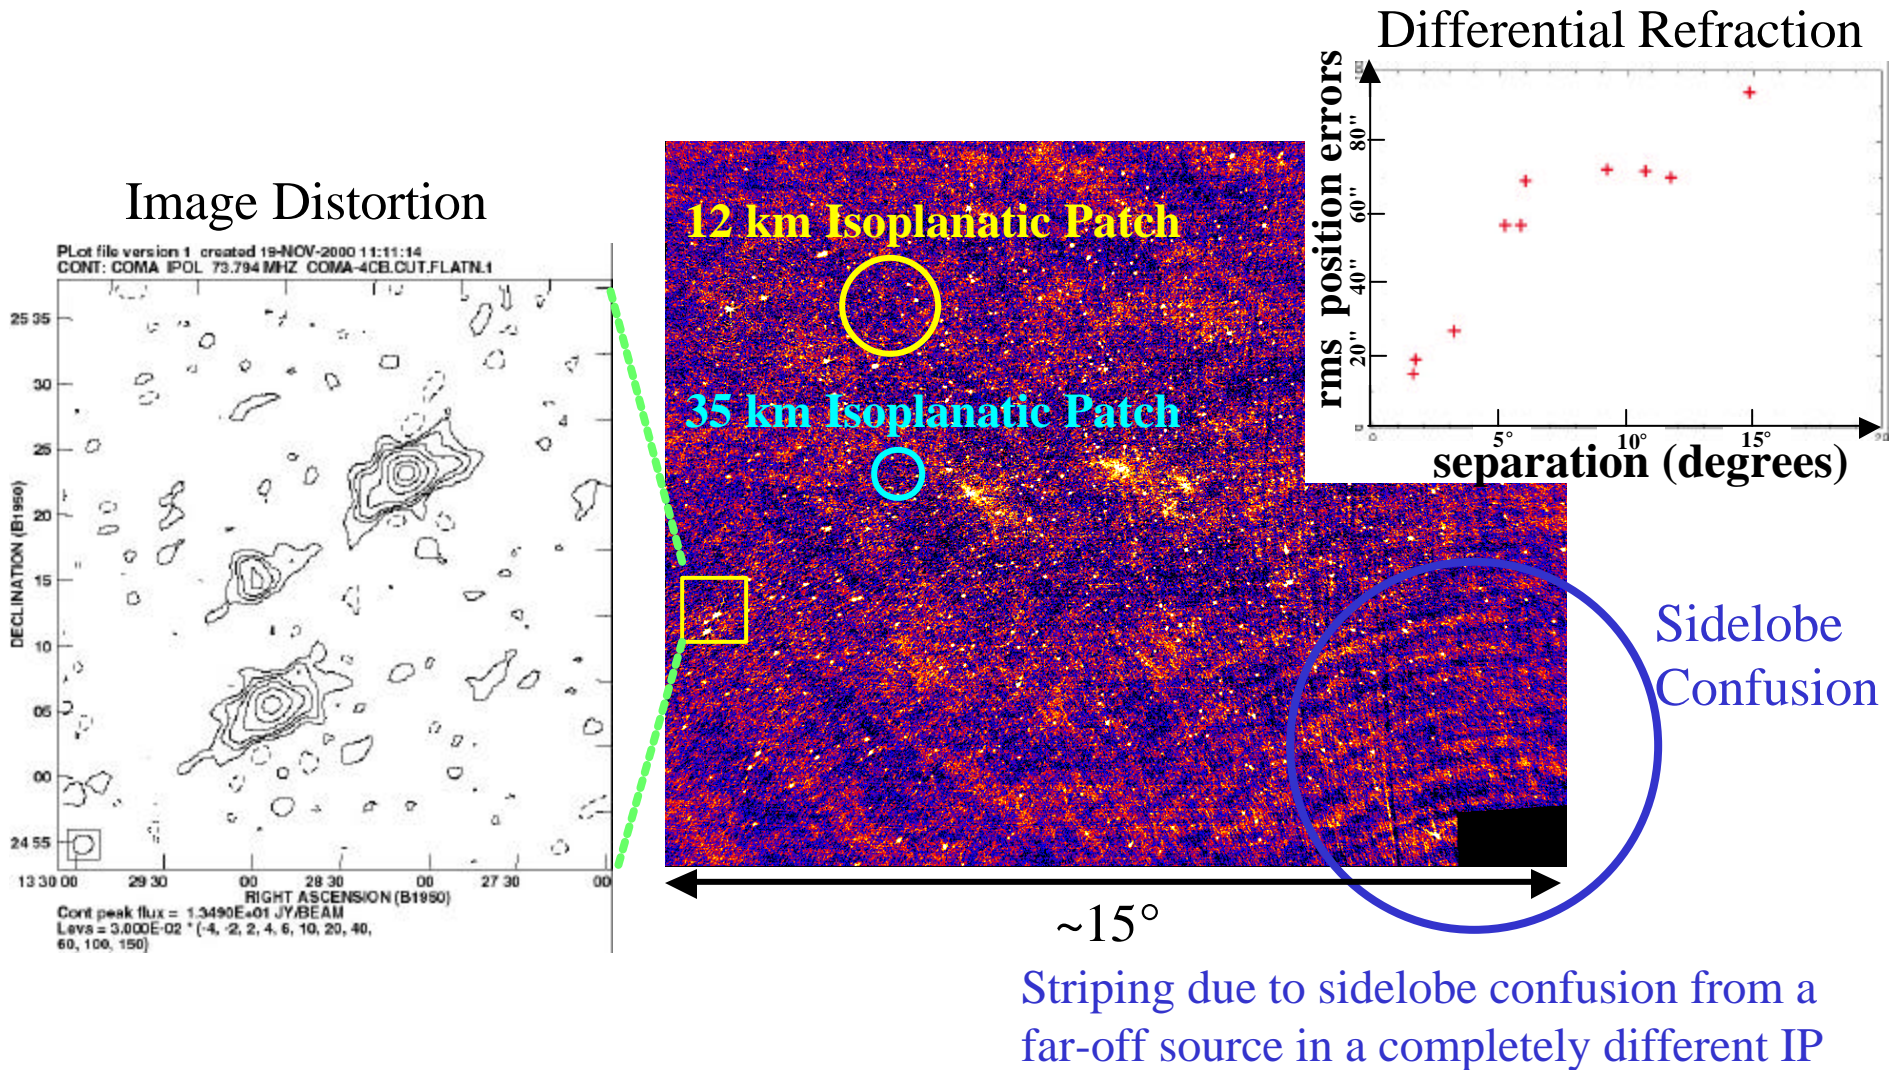 Differential Refraction
rms position errors
80"
60"
40"
20"
0
5°
10°
15°
20
separation (degrees)
Image Distortion
PLot file version 1 created 19-NOV-2000 11:11:14
CONT: COMA IPOL 73.794 MHZ COMA-4CB.CUT.FLATN.1
DECLINATION (B1950)
25 35
30
25
20
15
10
05
00
24 55
13 30 00 29 30 00 28 30 00 27 30 00
RIGHT ASCENSION (B1950)
Cont peak flux = 1.3490E+01 JY/BEAM
Levs = 3.000E-02 * (-4, -2, 2, 4, 6, 10, 20, 40,
60, 100, 150)
12 km Isoplanatic Patch
35 km Isoplanatic Patch
Sidelobe
Confusion
~15°
Striping due to sidelobe confusion from a
far-off source in a completely different IP